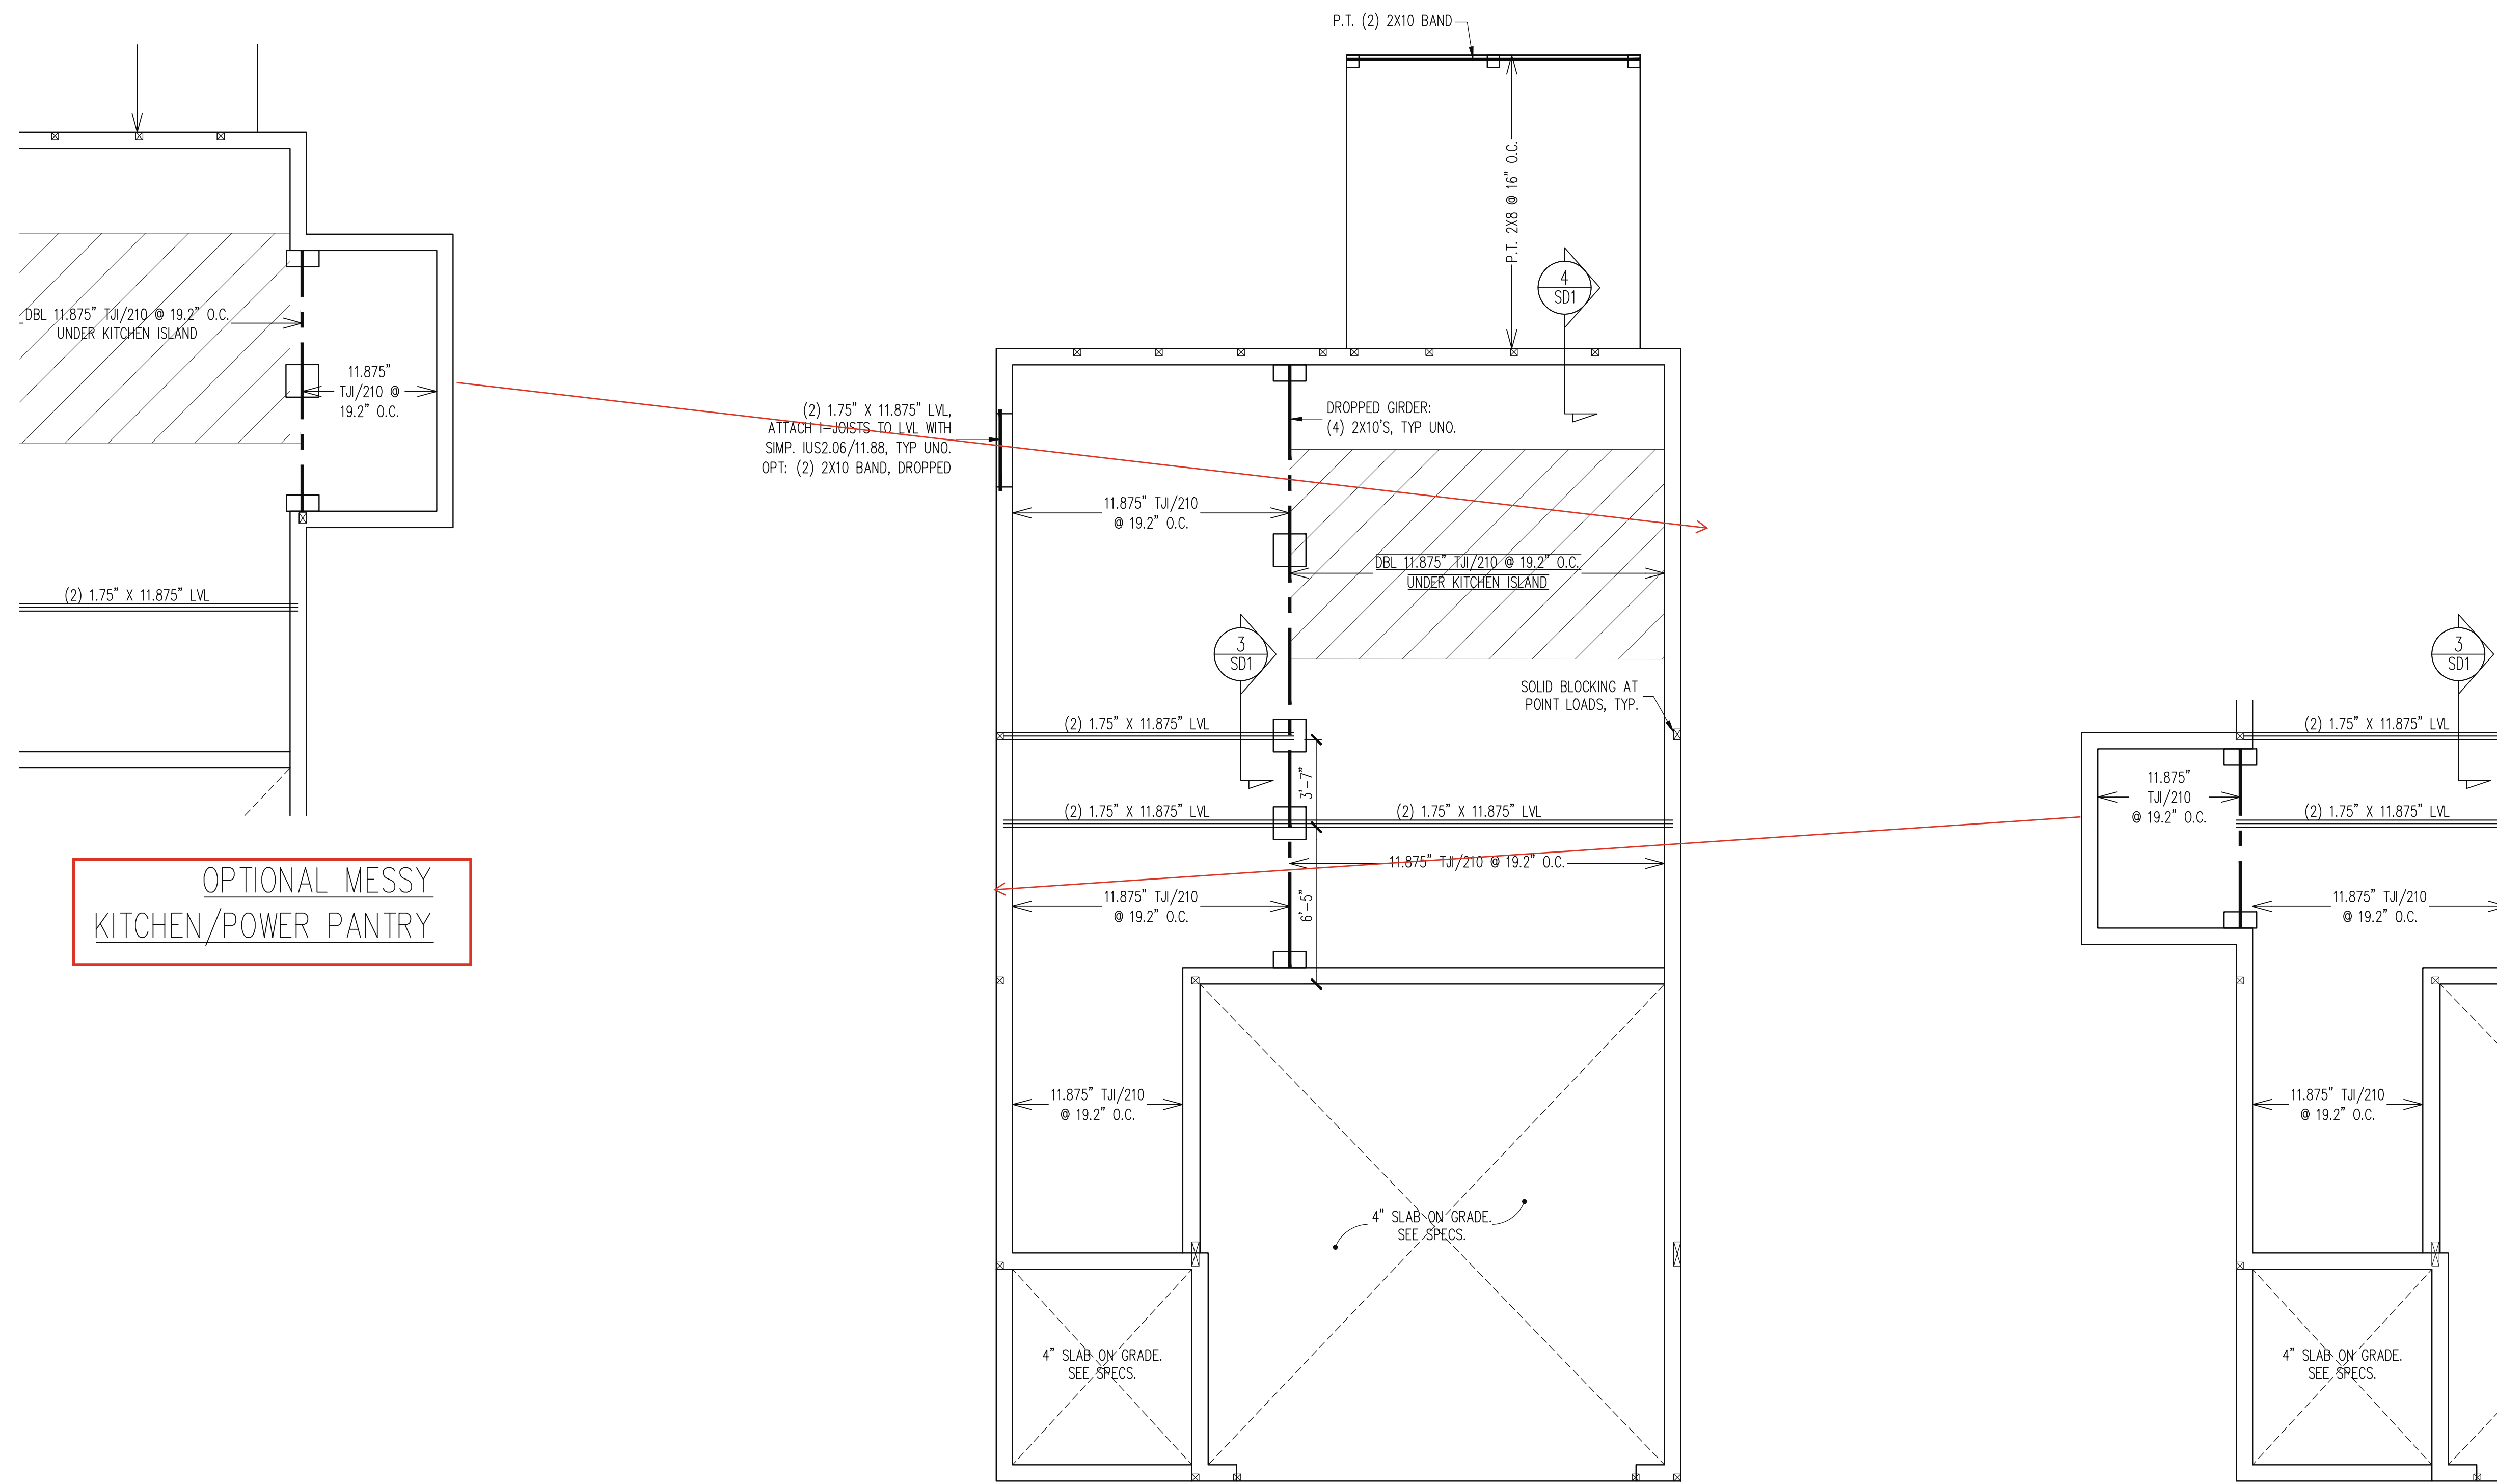 P.T. (2) 2X10 BAND
P.T. 2X8 @ 16" O.C.
4
SD1
DBL 11.875" TJI/210 @ 19.2" O.C.
UNDER KITCHEN ISLAND
11.875"
TJI/210 @
19.2" O.C.
(2) 1.75" X 11.875" LVL
OPTIONAL MESSY
KITCHEN/POWER PANTRY
(2) 1.75" X 11.875" LVL,
ATTACH I-JOISTS TO LVL WITH
SIMP. IUS2.06/11.88, TYP UNO.
OPT: (2) 2X10 BAND, DROPPED
DROPPED GIRDER:
(4) 2X10'S, TYP UNO.
11.875" TJI/210
@ 19.2" O.C.
DBL 11.875" TJI/210 @ 19.2" O.C.
UNDER KITCHEN ISLAND
3
SD1
SOLID BLOCKING AT
POINT LOADS, TYP.
(2) 1.75" X 11.875" LVL
3'-7"
(2) 1.75" X 11.875" LVL
(2) 1.75" X 11.875" LVL
11.875" TJI/210 @ 19.2" O.C.
11.875" TJI/210
@ 19.2" O.C.
6'-5"
11.875" TJI/210
@ 19.2" O.C.
4" SLAB ON GRADE.
SEE SPECS.
4" SLAB ON GRADE.
SEE SPECS.
3
SD1
(2) 1.75" X 11.875" LVL
11.875"
TJI/210
@ 19.2" O.C.
(2) 1.75" X 11.875" LVL
11.875" TJI/210
@ 19.2" O.C.
11.875" TJI/210
@ 19.2" O.C.
4" SLAB ON GRADE.
SEE SPECS.